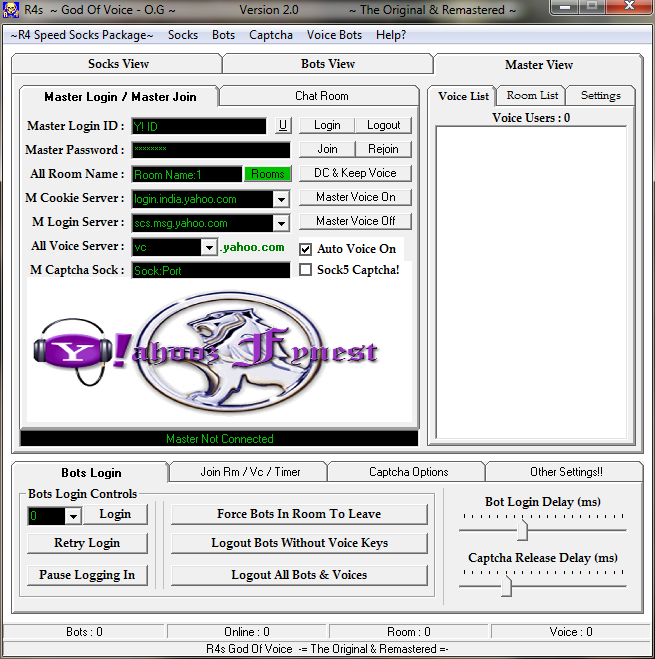 R4s ~ God Of Voice - O.G ~ Version 2.0 ~ The Original & Remastered ~
~R4 Speed Socks Package~ Socks Bots Captcha Voice Bots Help?
Socks View Bots View Master View
Master Login / Master Join Chat Room
Voice List Room List Settings
Voice Users : 0
Master Login ID : Y! ID U Login Logout
Master Password : ******** Join Rejoin
All Room Name : Room Name:1 Rooms DC & Keep Voice
M Cookie Server : login.india.yahoo.com Master Voice On
M Login Server : scs.msg.yahoo.com Master Voice Off
All Voice Server : vc .yahoo.com Auto Voice On
M Captcha Sock : Sock:Port Sock5 Captcha!
Y!ahoos Fynest
Master Not Connected
Bots Login Join Rm / Vc / Timer Captcha Options Other Settings!!
Bots Login Controls
0 Login Force Bots In Room To Leave
Retry Login Logout Bots Without Voice Keys
Pause Logging In Logout All Bots & Voices
Bot Login Delay (ms)
Captcha Release Delay (ms)
Bots : 0 Online : 0 Room : 0 Voice : 0
R4s God Of Voice -= The Original & Remastered =-